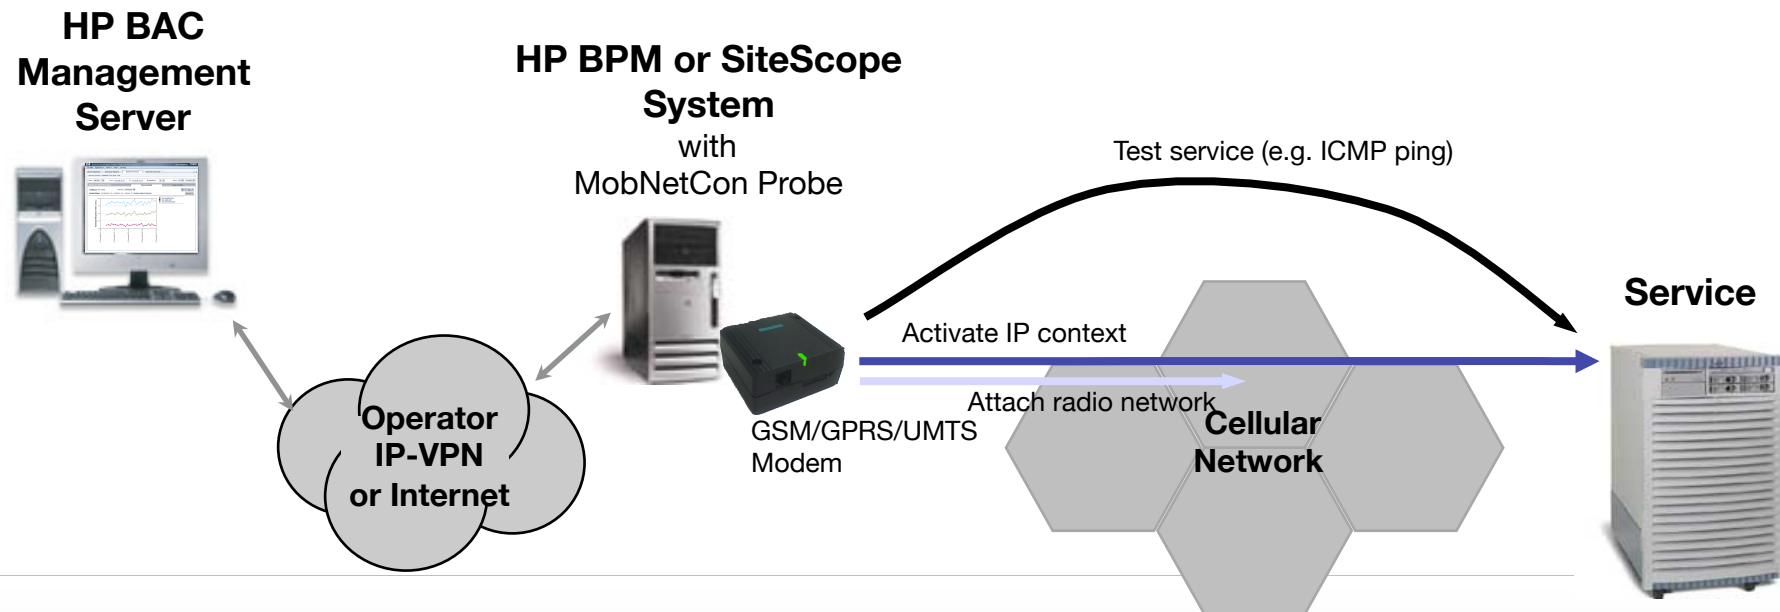 HP BAC
Management
Server
HP BPM or SiteScope
System
with
MobNetCon Probe
Test service (e.g. ICMP ping)
Service
Activate IP context
Attach radio network
GSM/GPRS/UMTS
Modem
Cellular
Network
Operator
IP-VPN
or Internet